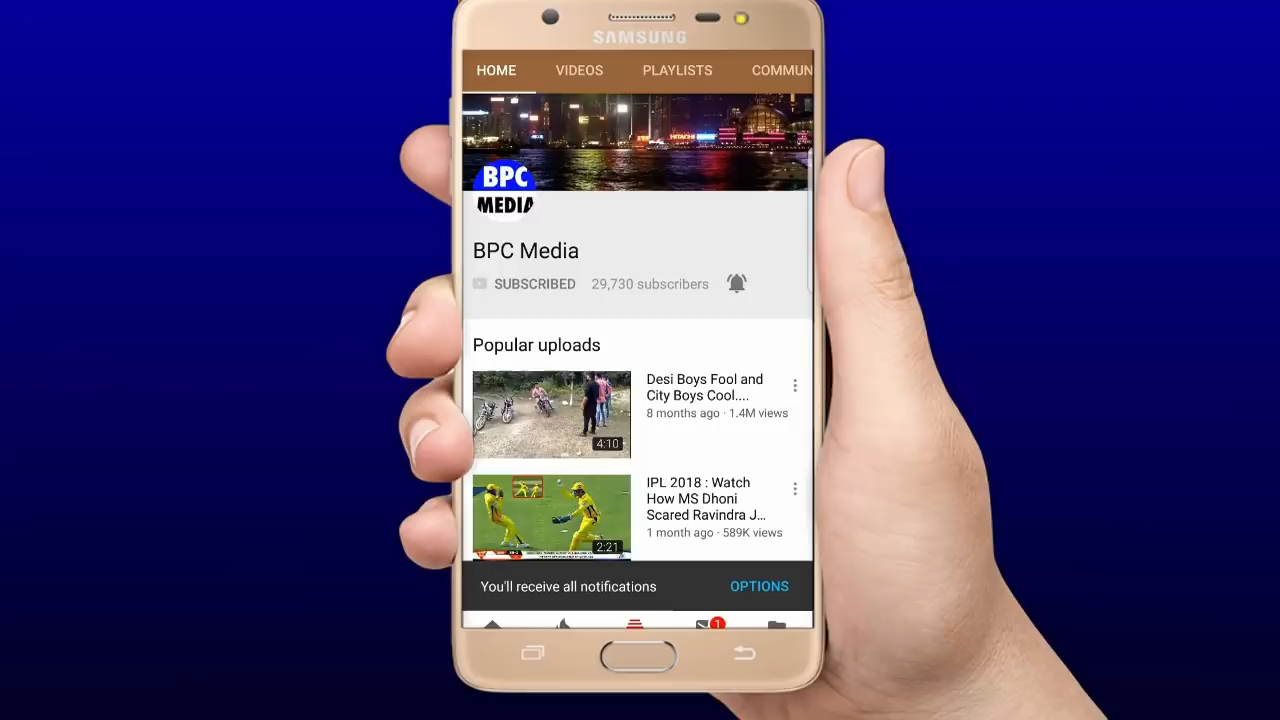 SAMSUNG
HOME VIDEOS PLAYLISTS COMMUN
HITACHI
BPC
MEDIA
BPC Media
SUBSCRIBED 29,730 subscribers
Popular uploads
Desi Boys Fool and
City Boys Cool....
8 months ago · 1.4M views
4:10
IPL 2018 : Watch
How MS Dhoni
Scared Ravindra J...
1 month ago · 589K views
2:21
You'll receive all notifications OPTIONS
1